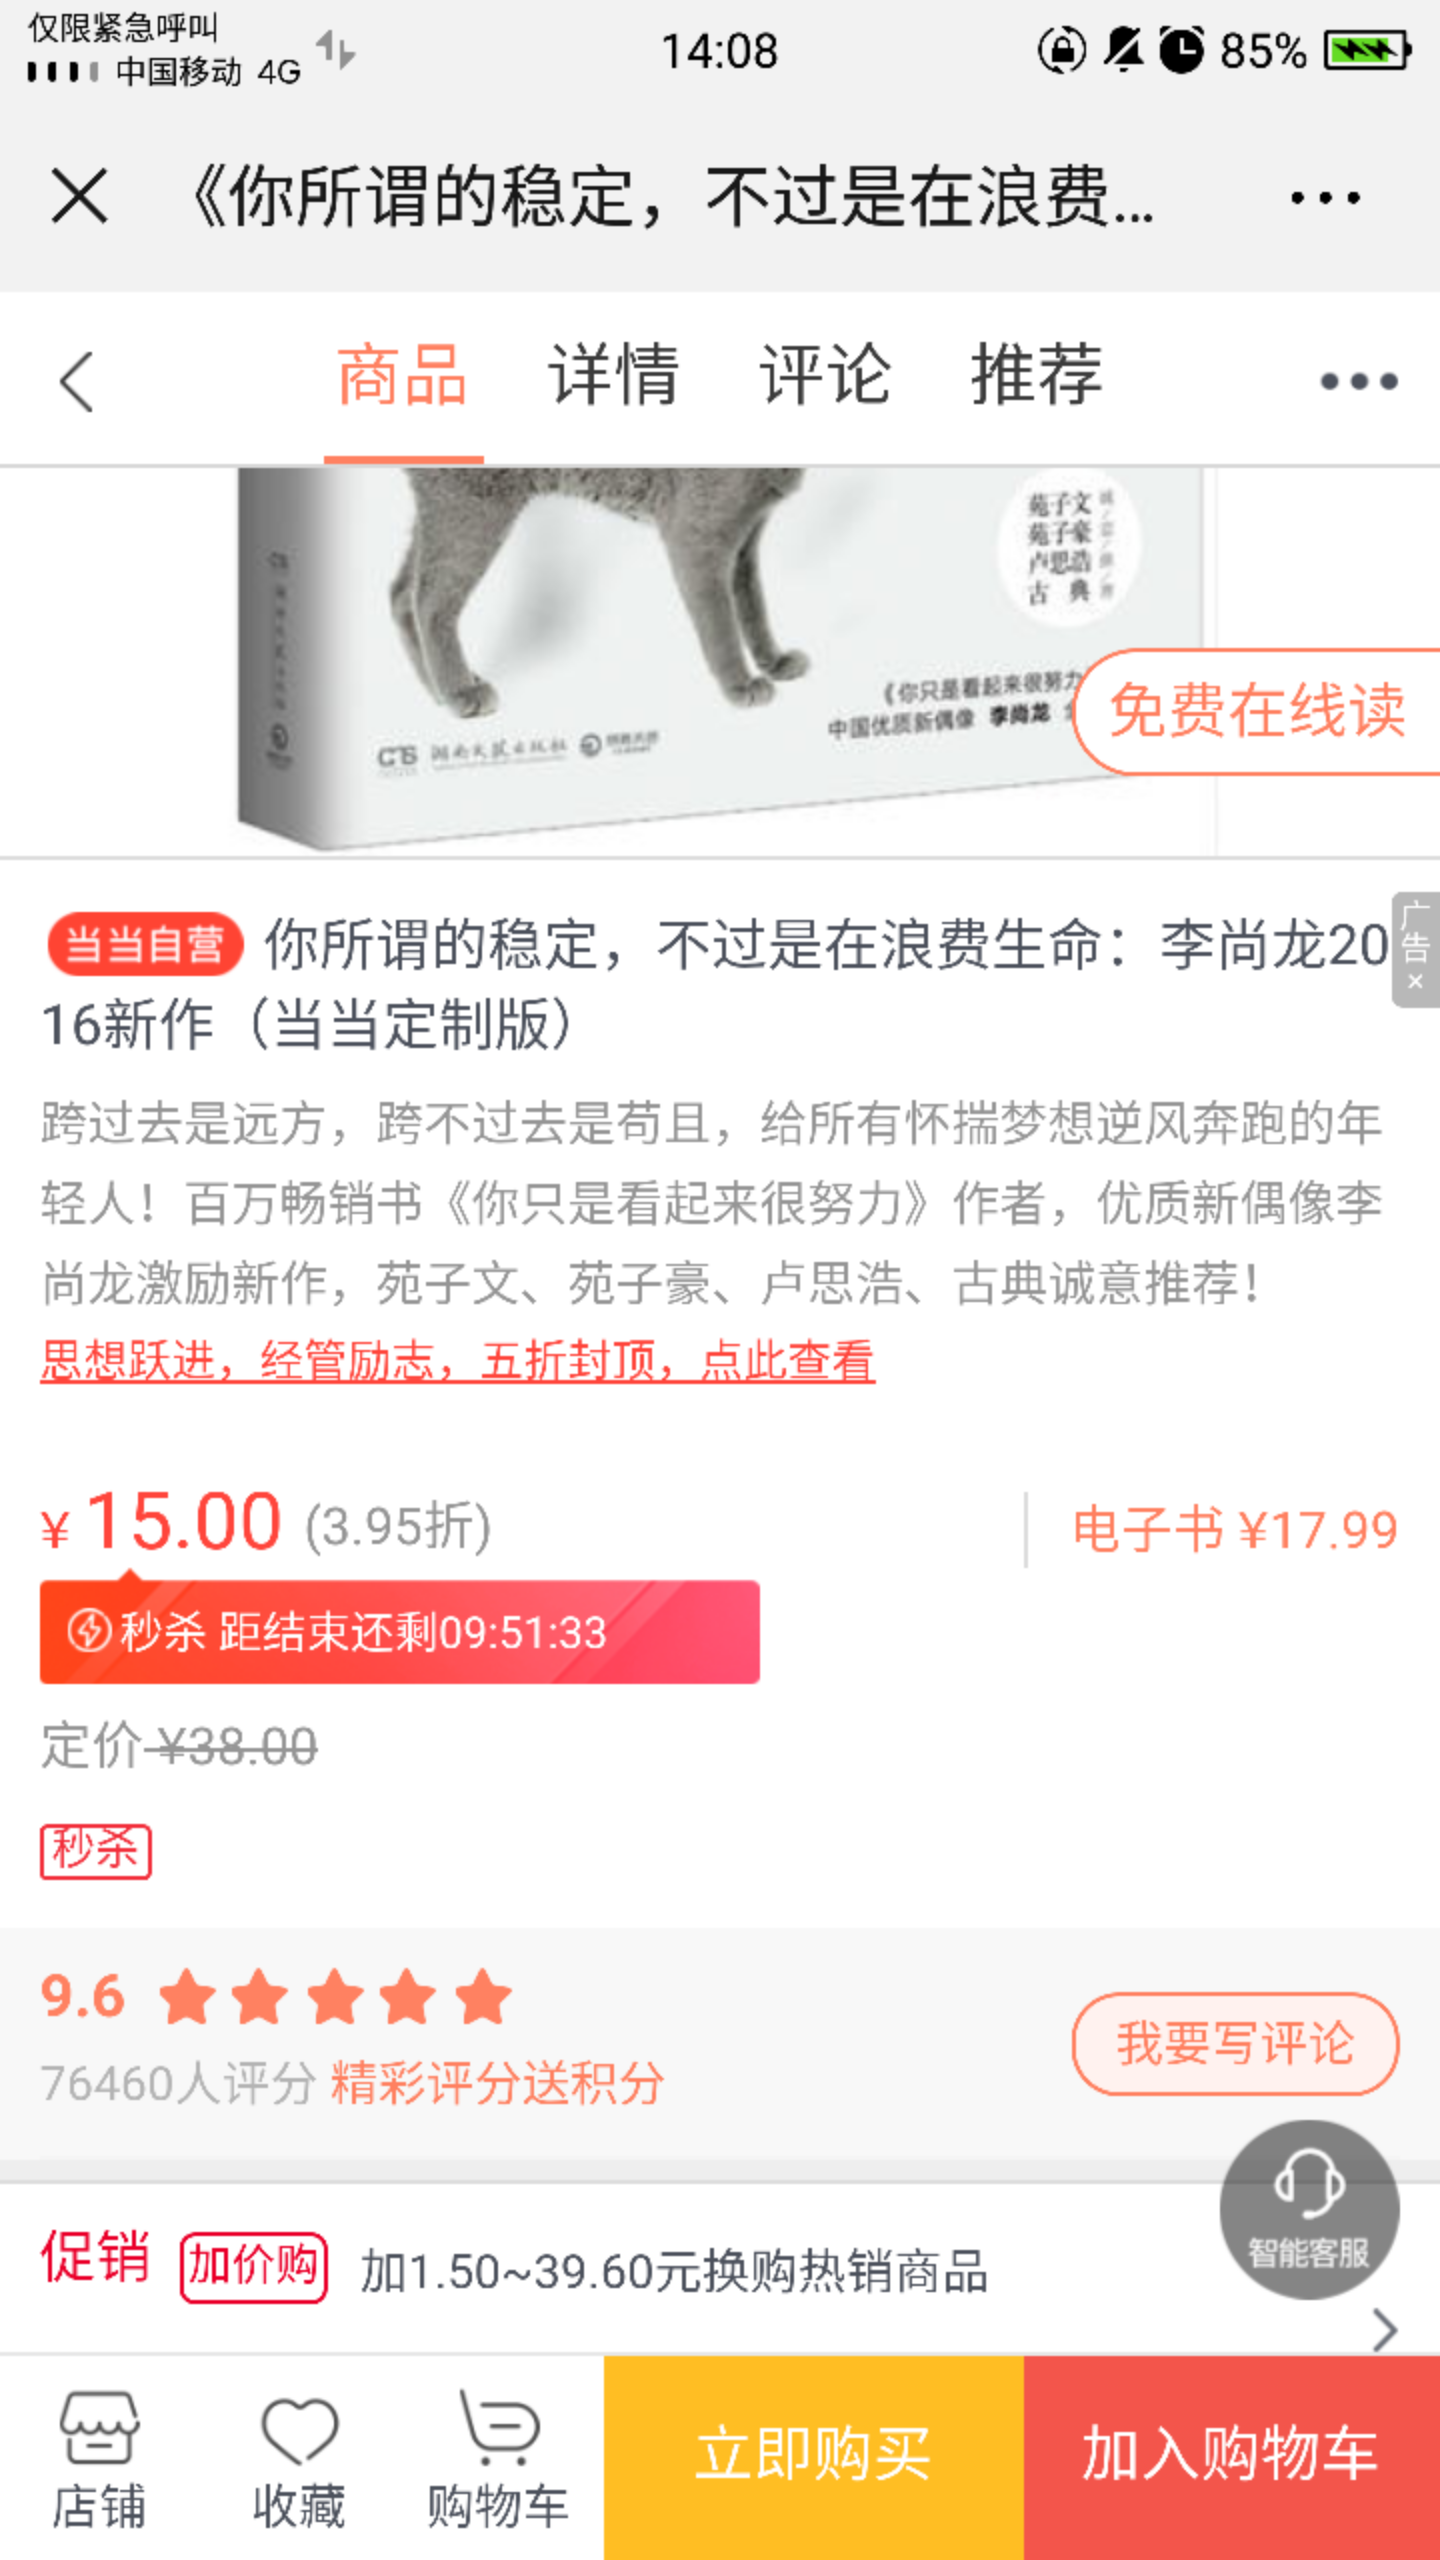 仅限紧急呼叫
中国移动 4G
14:08
85%
《你所谓的稳定，不过是在浪费...
商品 详情 评论 推荐
苑子文
苑子豪
卢思浩
古 典
《你只是看起来很努力
中国优质新偶像 李尚龙
免费在线读
当当自营 你所谓的稳定，不过是在浪费生命：李尚龙20
16新作（当当定制版）
广告×
跨过去是远方，跨不过去是苟且，给所有怀揣梦想逆风奔跑的年
轻人！百万畅销书《你只是看起来很努力》作者，优质新偶像李
尚龙激励新作，苑子文、苑子豪、卢思浩、古典诚意推荐！
思想跃进，经管励志，五折封顶，点此查看
¥ 15.00 (3.95折)
电子书 ¥17.99
秒杀 距结束还剩09:51:33
定价 ¥38.00
秒杀
9.6
76460人评分 精彩评分送积分
我要写评论
智能客服
促销 加价购 加1.50~39.60元换购热销商品
店铺 收藏 购物车 立即购买 加入购物车